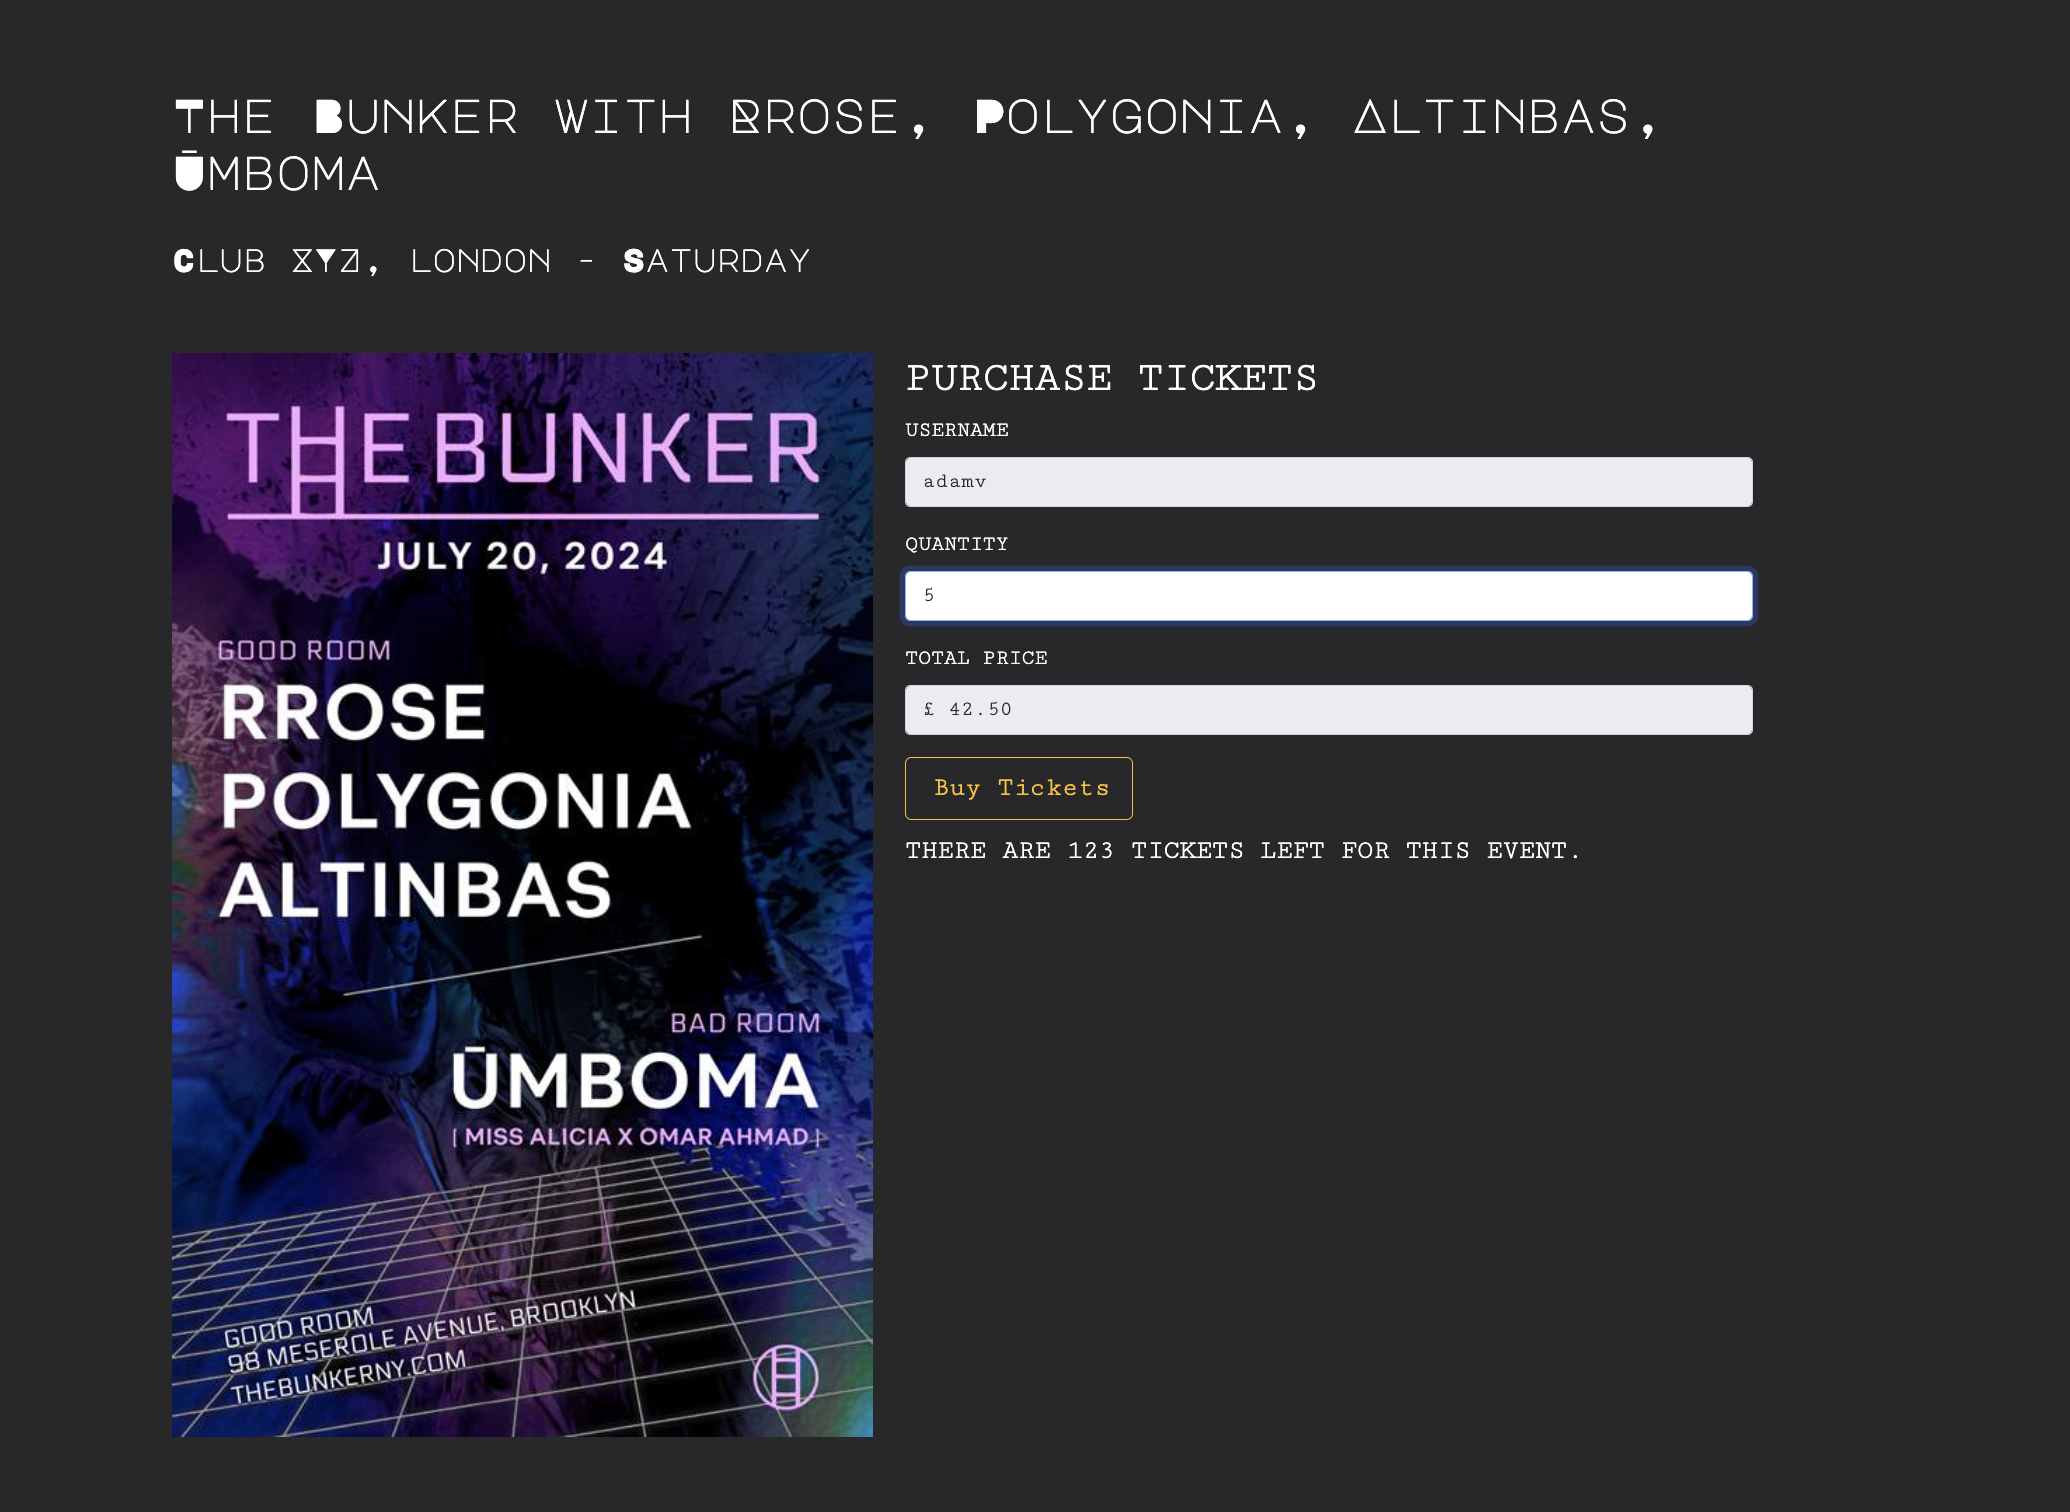 The Bunker with Rrose, Polygonia, Altinbas,
Ūmboma
Club XYZ, London - Saturday
THE BUNKER
JULY 20, 2024
GOOD ROOM
RROSE
POLYGONIA
ALTINBAS
BAD ROOM
ŪMBOMA
[ MISS ALICIA X OMAR AHMAD ]
GOOD ROOM
98 MESEROLE AVENUE, BROOKLYN
THEBUNKERNY.COM
PURCHASE TICKETS
USERNAME
adamv
QUANTITY
5
TOTAL PRICE
£ 42.50
Buy Tickets
THERE ARE 123 TICKETS LEFT FOR THIS EVENT.